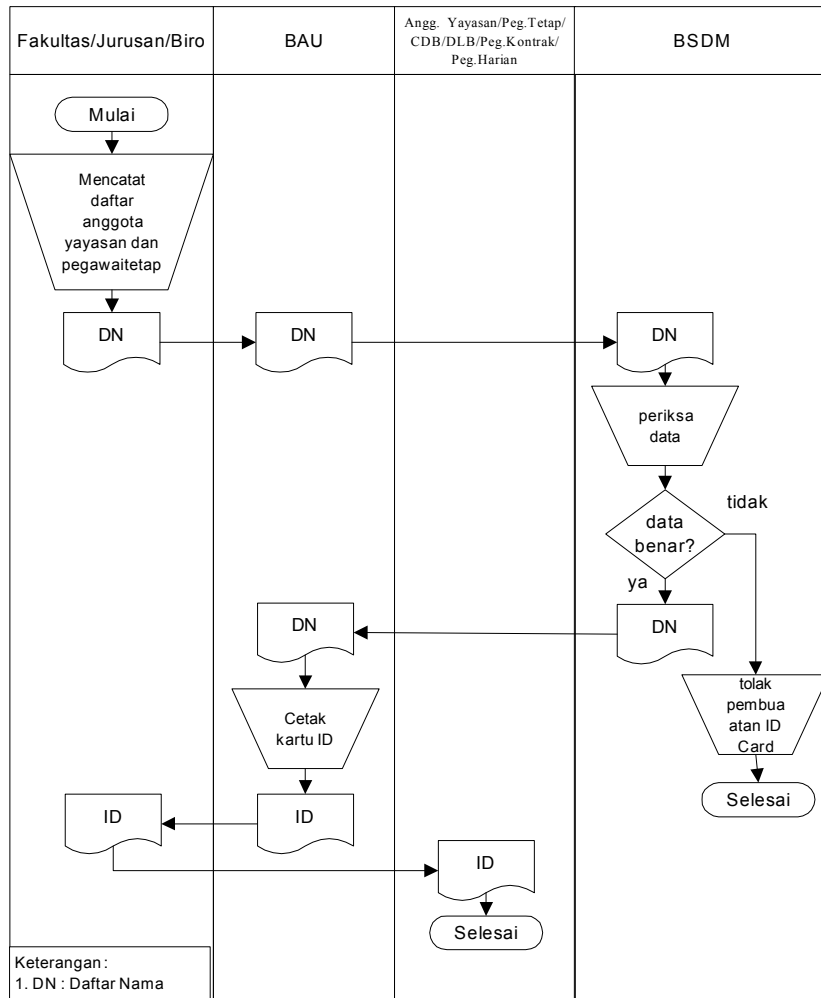 Fakultas/Jurusan/Biro
BAU
Angg. Yayasan/Peg.Tetap/
CDB/DLB/Peg.Kontrak/
Peg.Harian
BSDM
Mulai
Mencatat
daftar
anggota
yayasan dan
pegawaitetap
DN
DN
DN
periksa
data
data
benar?
tidak
ya
DN
DN
tolak
pembua
atan ID
Card
Cetak
kartu ID
Selesai
ID
ID
ID
Selesai
Keterangan :
1. DN : Daftar Nama